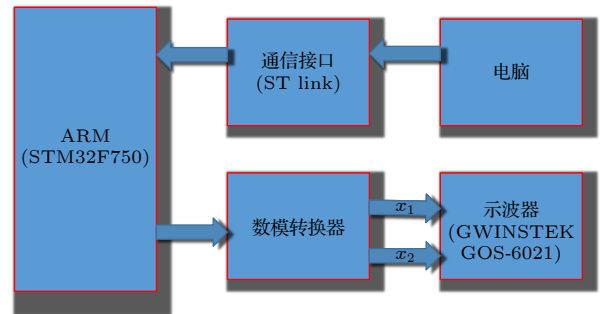 通信接口
(ST link)
电脑
ARM
(STM32F750)
数模转换器
x1
x2
示波器
(GWINSTEK
GOS-6021)